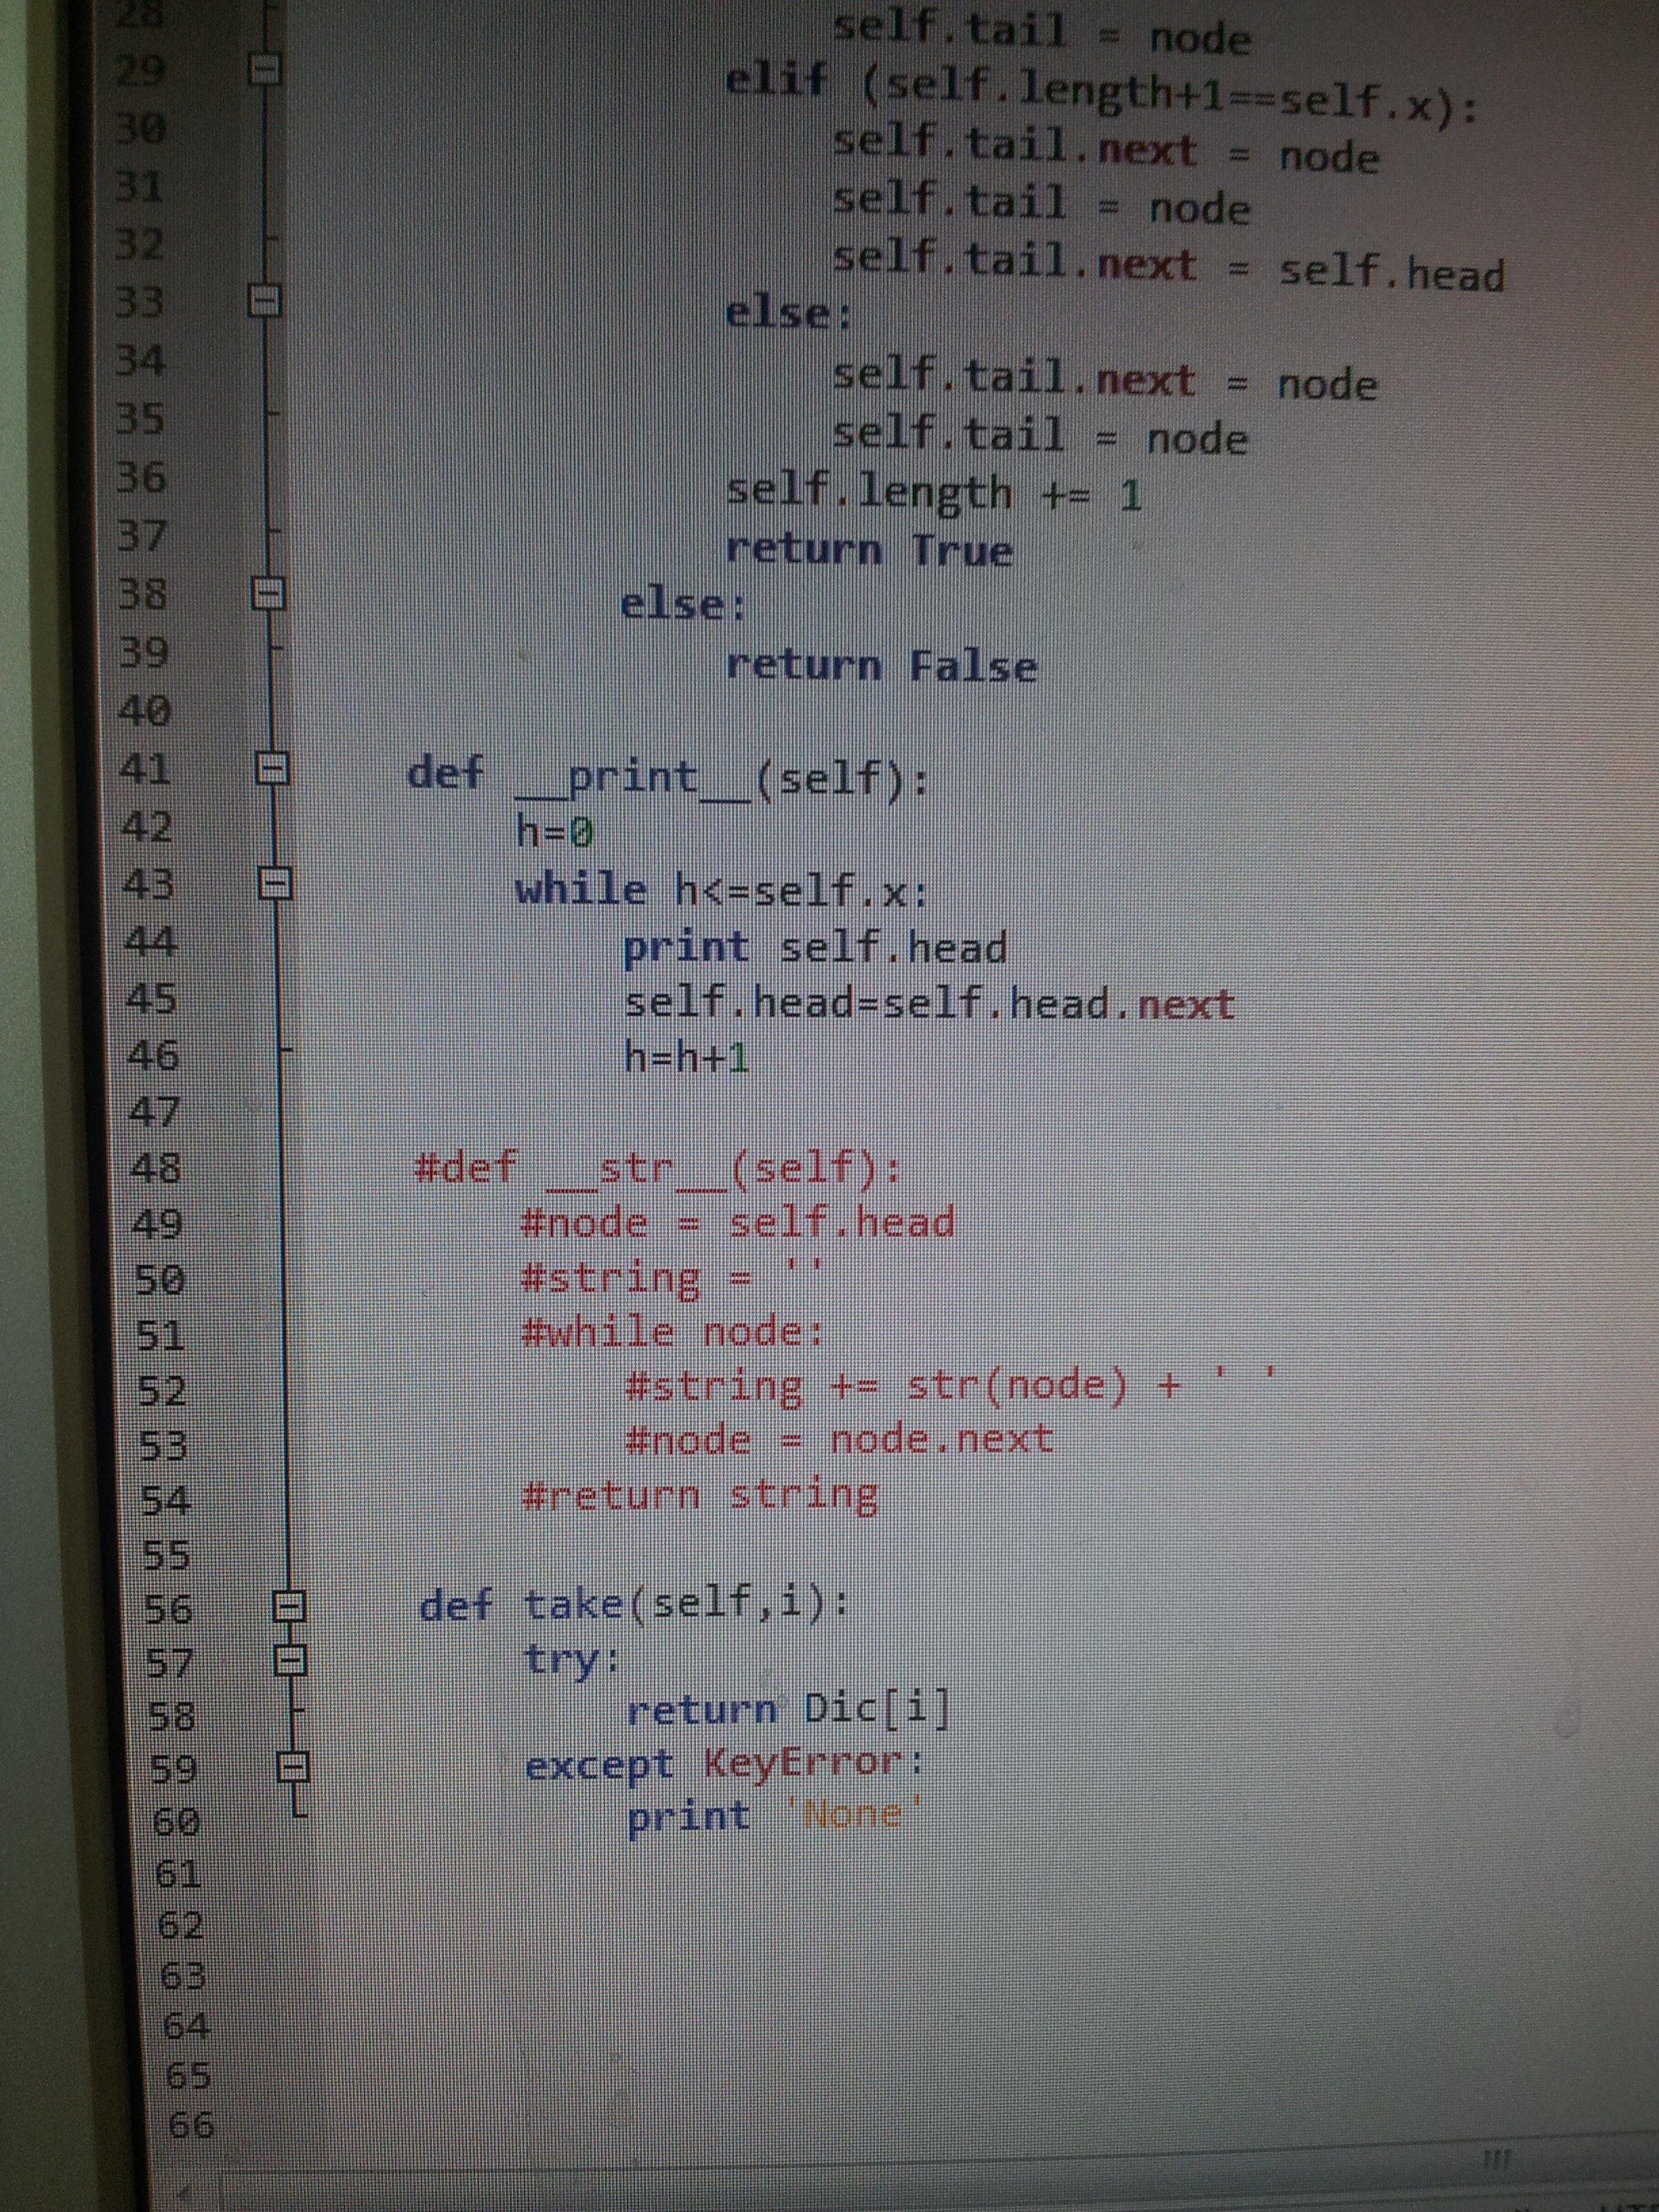 28 self.tail = node
29 elif (self.length+1==self.x):
30 self.tail.next = node
31 self.tail = node
32 self.tail.next = self.head
33 else:
34 self.tail.next = node
35 self.tail = node
36 self.length += 1
37 return True
38 else:
39 return False
40
41 def __print__(self):
42 h=0
43 while h<=self.x:
44 print self.head
45 self.head=self.head.next
46 h=h+1
47
48 #def __str__(self):
49 #node = self.head
50 #string = ''
51 #while node:
52 #string += str(node) + ' '
53 #node = node.next
54 #return string
55
56 def take(self,i):
57 try:
58 return Dic[i]
59 except KeyError:
60 print 'None'
61
62
63
64
65
66